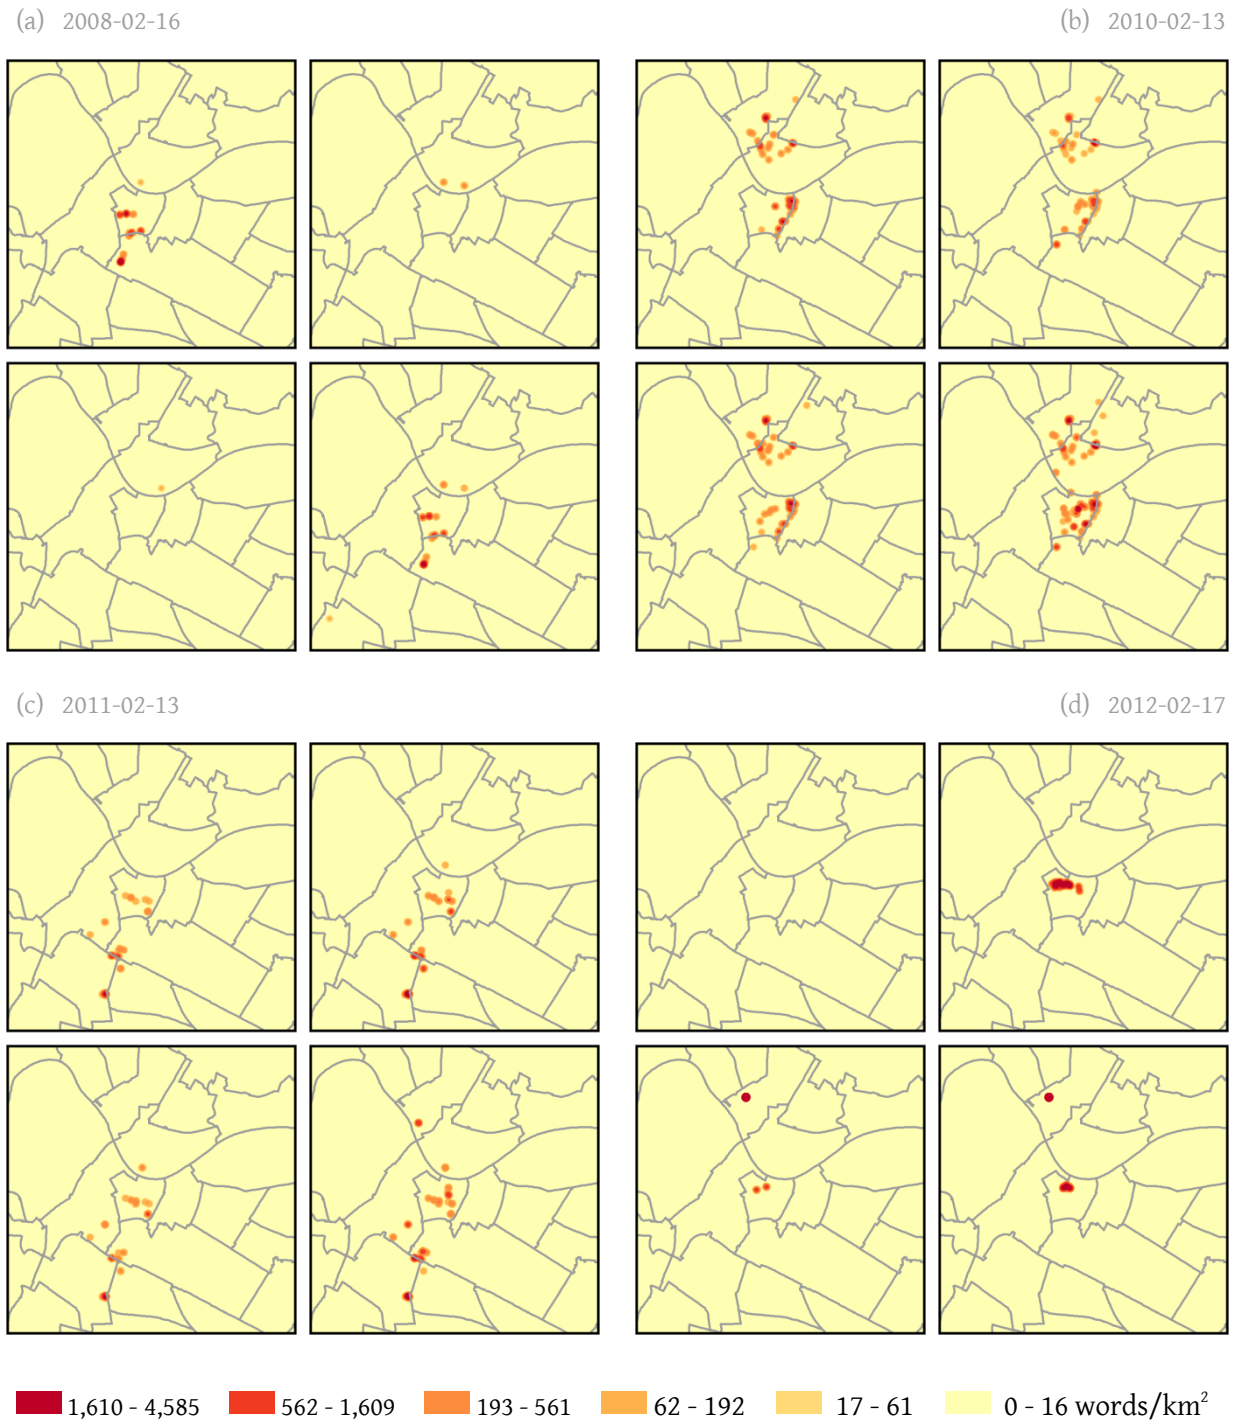 (a) 2008-02-16
(b) 2010-02-13
(c) 2011-02-13
(d) 2012-02-17
1,610 - 4,585 562 - 1,609 193 - 561 62 - 192 17 - 61 0 - 16 words/km²